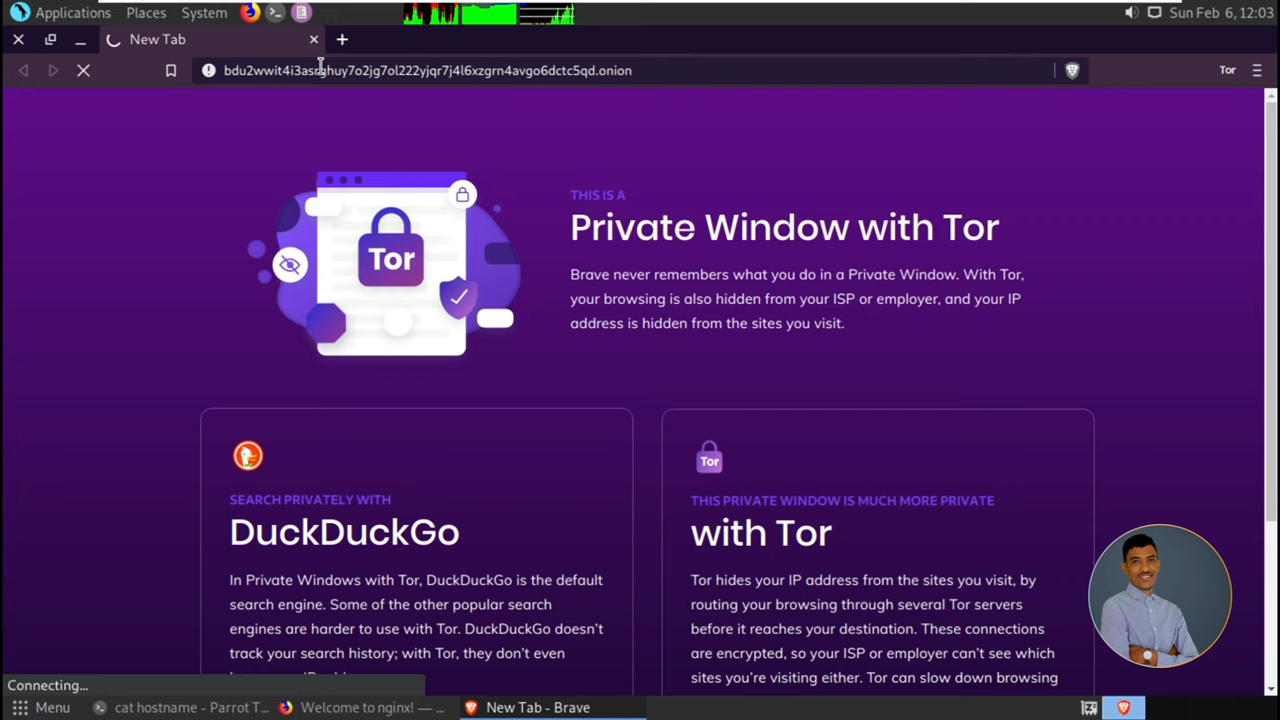 Applications Places System Sun Feb 6, 12:03
New Tab
bdu2wwit4i3asrghuy7o2jg7ol222yjqr7j4l6xzgrn4avgo6dctc5qd.onion Tor
THIS IS A
Private Window with Tor
Brave never remembers what you do in a Private Window. With Tor,
your browsing is also hidden from your ISP or employer, and your IP
address is hidden from the sites you visit.
Tor
SEARCH PRIVATELY WITH
DuckDuckGo
In Private Windows with Tor, DuckDuckGo is the default
search engine. Some of the other popular search
engines are harder to use with Tor. DuckDuckGo doesn't
track your search history; with Tor, they don't even
Tor
THIS PRIVATE WINDOW IS MUCH MORE PRIVATE
with Tor
Tor hides your IP address from the sites you visit, by
routing your browsing through several Tor servers
before it reaches your destination. These connections
are encrypted, so your ISP or employer can't see which
sites you're visiting either. Tor can slow down browsing
Connecting...
Menu cat hostname - Parrot T... Welcome to nginx! — ... New Tab - Brave